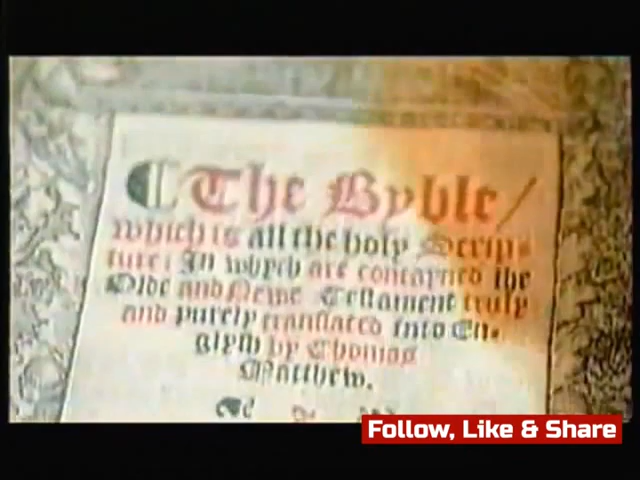 The Byble/
which is all the holy Scrip-
ture: In whych are contayned the
Olde and Newe Testament truly
and purely translated into En-
glysh by Thomas
Matthew.
Follow, Like & Share